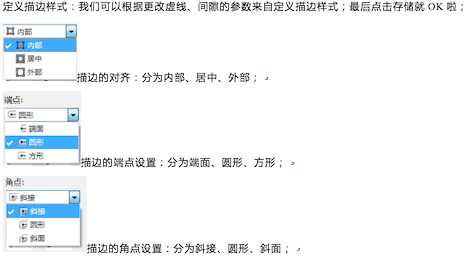 定义描边样式：我们可以根据更改虚线、间隙的参数来自定义描边样式；最后点击存储就 OK 啦；
内部
内部
居中
外部
描边的对齐：分为内部、居中、外部；
端点:
圆形
端面
圆形
方形
描边的端点设置：分为端面、圆形、方形；
角点:
斜接
斜接
圆形
斜面
描边的角点设置：分为斜接、圆形、斜面；